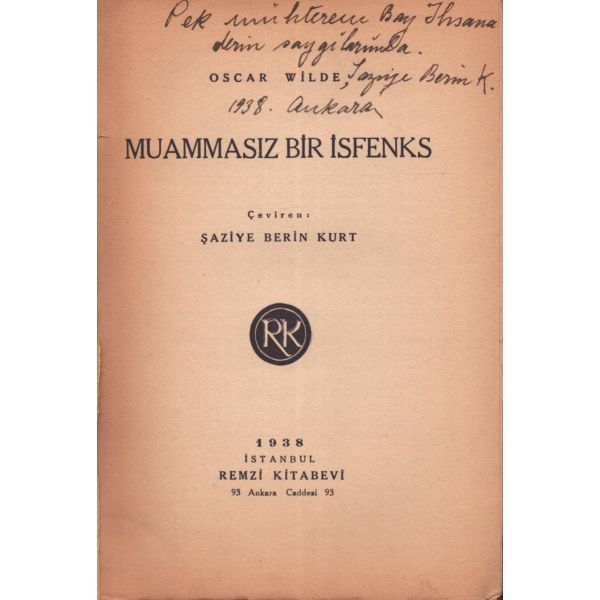 Pek muhterem Bay Ihsana
derin saygılarımla.
OSCAR WILDE Şaziye Berin K.
1938. Ankara
MUAMMASIZ BİR İSFENKS
Çeviren:
ŞAZİYE BERİN KURT
RK
1938
İSTANBUL
REMZİ KİTABEVİ
93 Ankara Caddesi 93